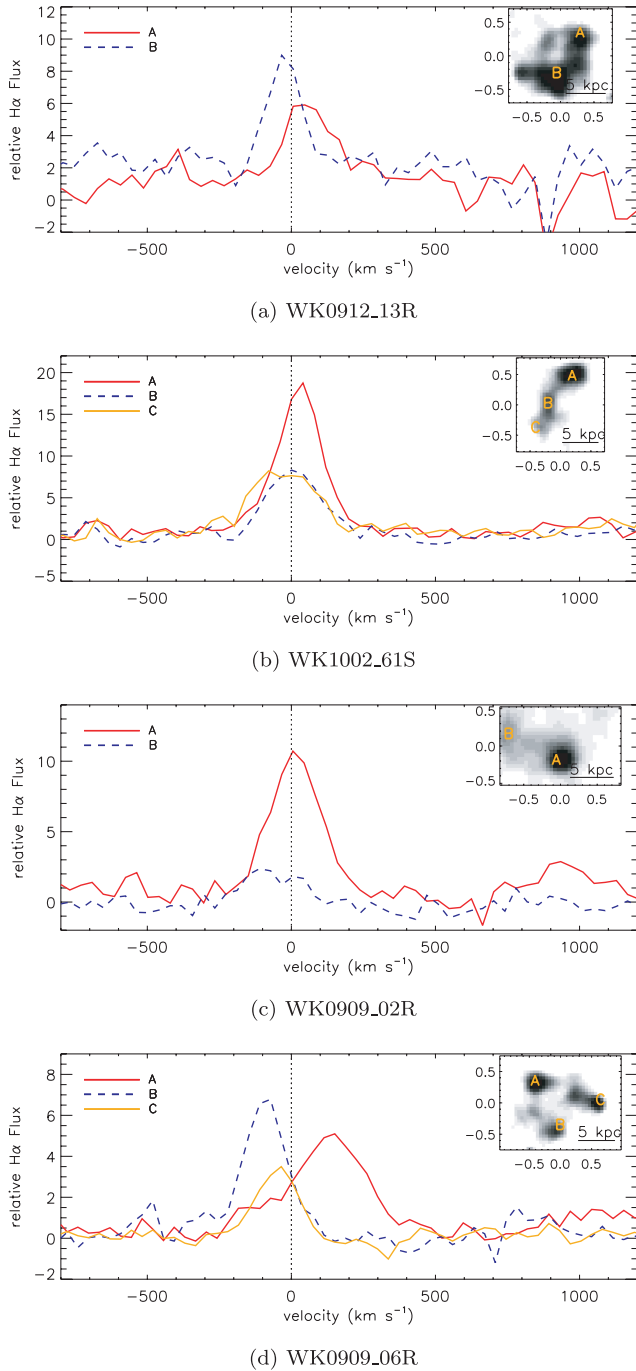 12
10
8
6
4
2
0
−2
relative Hα Flux
A
B
0.5
0.0
−0.5
A
B
5 kpc
−0.5 0.0 0.5
−500 0 500 1000
velocity (km s⁻¹)
(a) WK0912_13R
20
15
10
5
0
−5
relative Hα Flux
A
B
C
0.5
0.0
−0.5
A
B
C
5 kpc
−0.5 0.0 0.5
−500 0 500 1000
velocity (km s⁻¹)
(b) WK1002_61S
10
5
0
relative Hα Flux
A
B
0.5
0.0
−0.5
B
A
5 kpc
−0.5 0.0 0.5
−500 0 500 1000
velocity (km s⁻¹)
(c) WK0909_02R
8
6
4
2
0
−2
relative Hα Flux
A
B
C
0.5
0.0
−0.5
A
C
B
5 kpc
−0.5 0.0 0.5
−500 0 500 1000
velocity (km s⁻¹)
(d) WK0909_06R